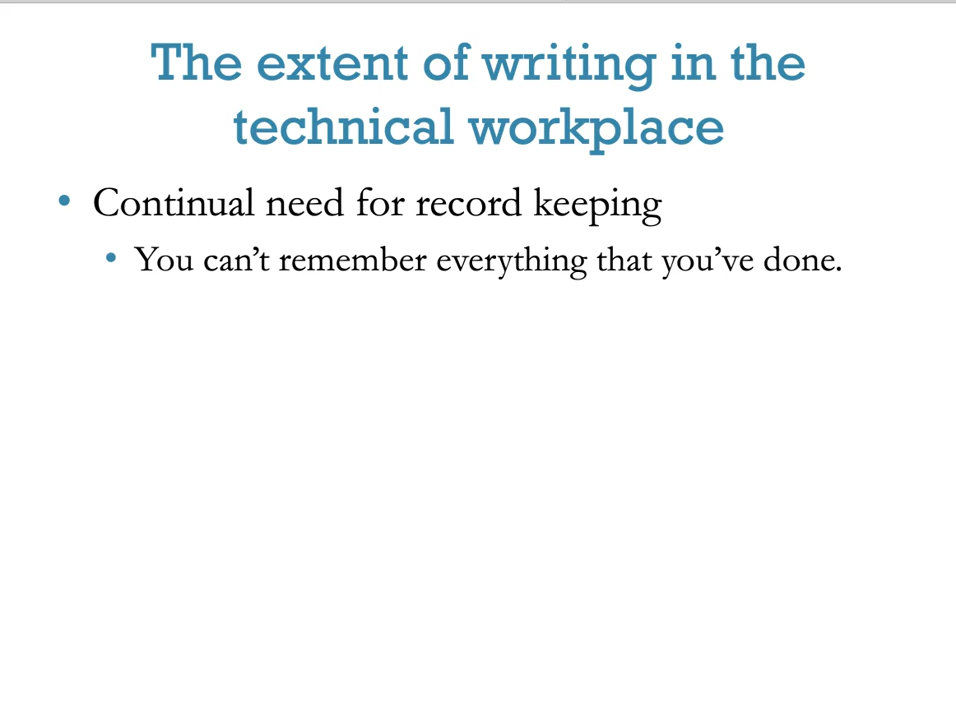 The extent of writing in the
technical workplace
• Continual need for record keeping
• You can’t remember everything that you’ve done.